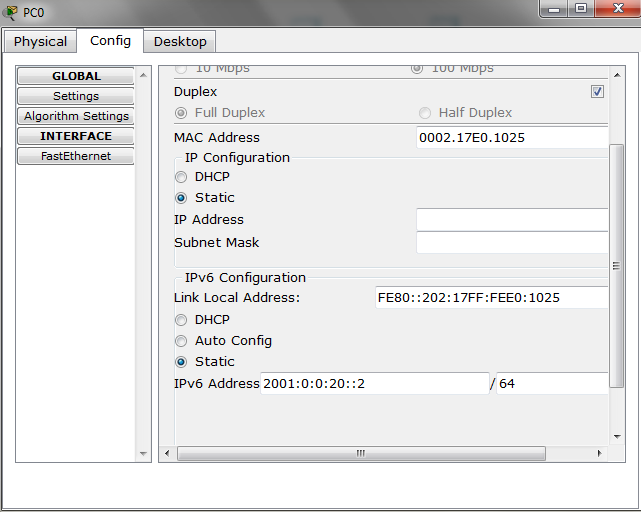 PC0
Physical Config Desktop
GLOBAL
Settings
Algorithm Settings
INTERFACE
FastEthernet
10 Mbps 100 Mbps
Duplex
Full Duplex Half Duplex
MAC Address 0002.17E0.1025
IP Configuration
DHCP
Static
IP Address
Subnet Mask
IPv6 Configuration
Link Local Address: FE80::202:17FF:FEE0:1025
DHCP
Auto Config
Static
IPv6 Address 2001:0:0:20::2 / 64